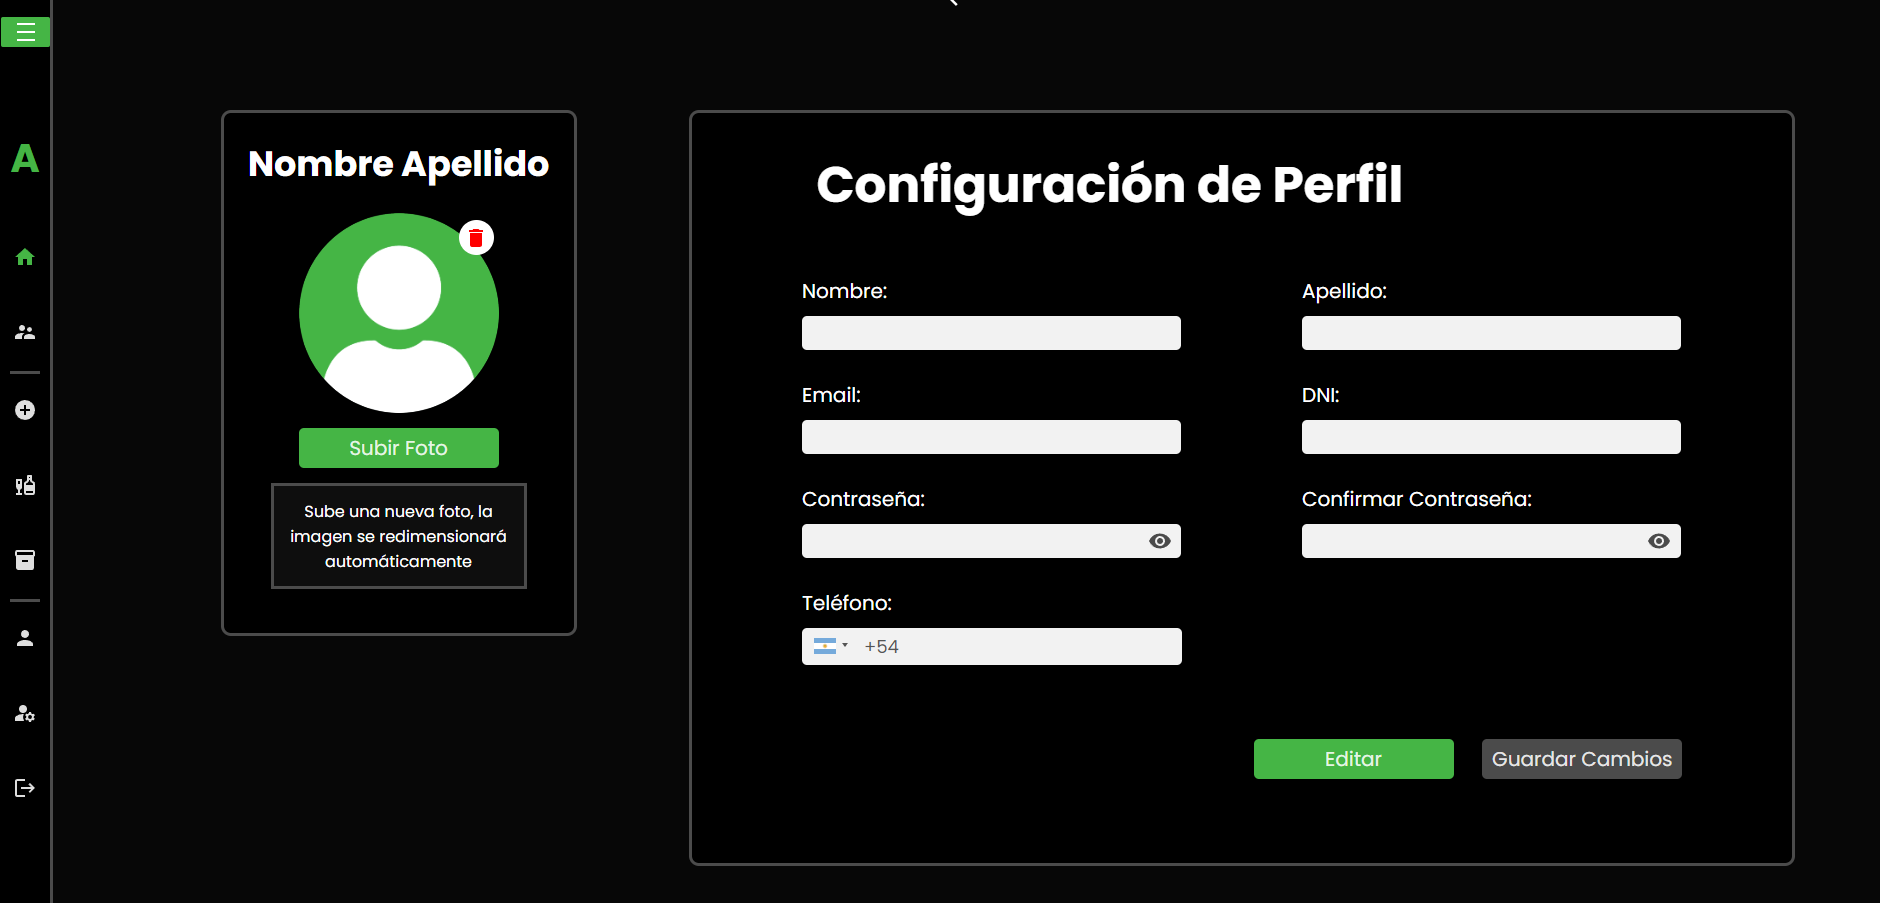 A
Nombre Apellido
Subir Foto
Sube una nueva foto, la
imagen se redimensionará
automáticamente
Configuración de Perfil
Nombre:
Apellido:
Email:
DNI:
Contraseña:
Confirmar Contraseña:
Teléfono:
+54
Editar
Guardar Cambios